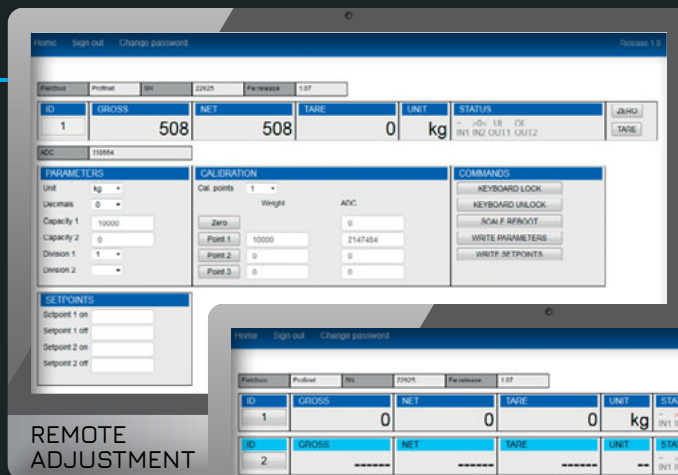 Home Sign out Change password Release 1.0
Fieldbus Profinet SN 22625 Fw release 1.07
ID GROSS NET TARE UNIT STATUS ZERO
1 508 508 0 kg ~ >0< UL OL
IN1 IN2 OUT1 OUT2 TARE
ADC 110864
PARAMETERS CALIBRATION COMMANDS
Unit kg Cal. points 1 KEYBOARD LOCK
Decimals 0 Weight ADC KEYBOARD UNLOCK
Capacity 1 10000 Zero 0 SCALE REBOOT
Capacity 2 0 Point 1 10000 2147484 WRITE PARAMETERS
Division 1 1 Point 2 0 0 WRITE SETPOINTS
Division 2 Point 3 0 0
SETPOINTS
Setpoint 1 on
Setpoint 1 off
Setpoint 2 on
Setpoint 2 off
REMOTE
ADJUSTMENT
Home Sign out Change password
Fieldbus Profinet SN 22625 Fw release 1.07
ID GROSS NET TARE UNIT STA
1 0 0 0 kg IN1 I
ID GROSS NET TARE UNIT STA
2 ------ ------ ------ -- IN1 I